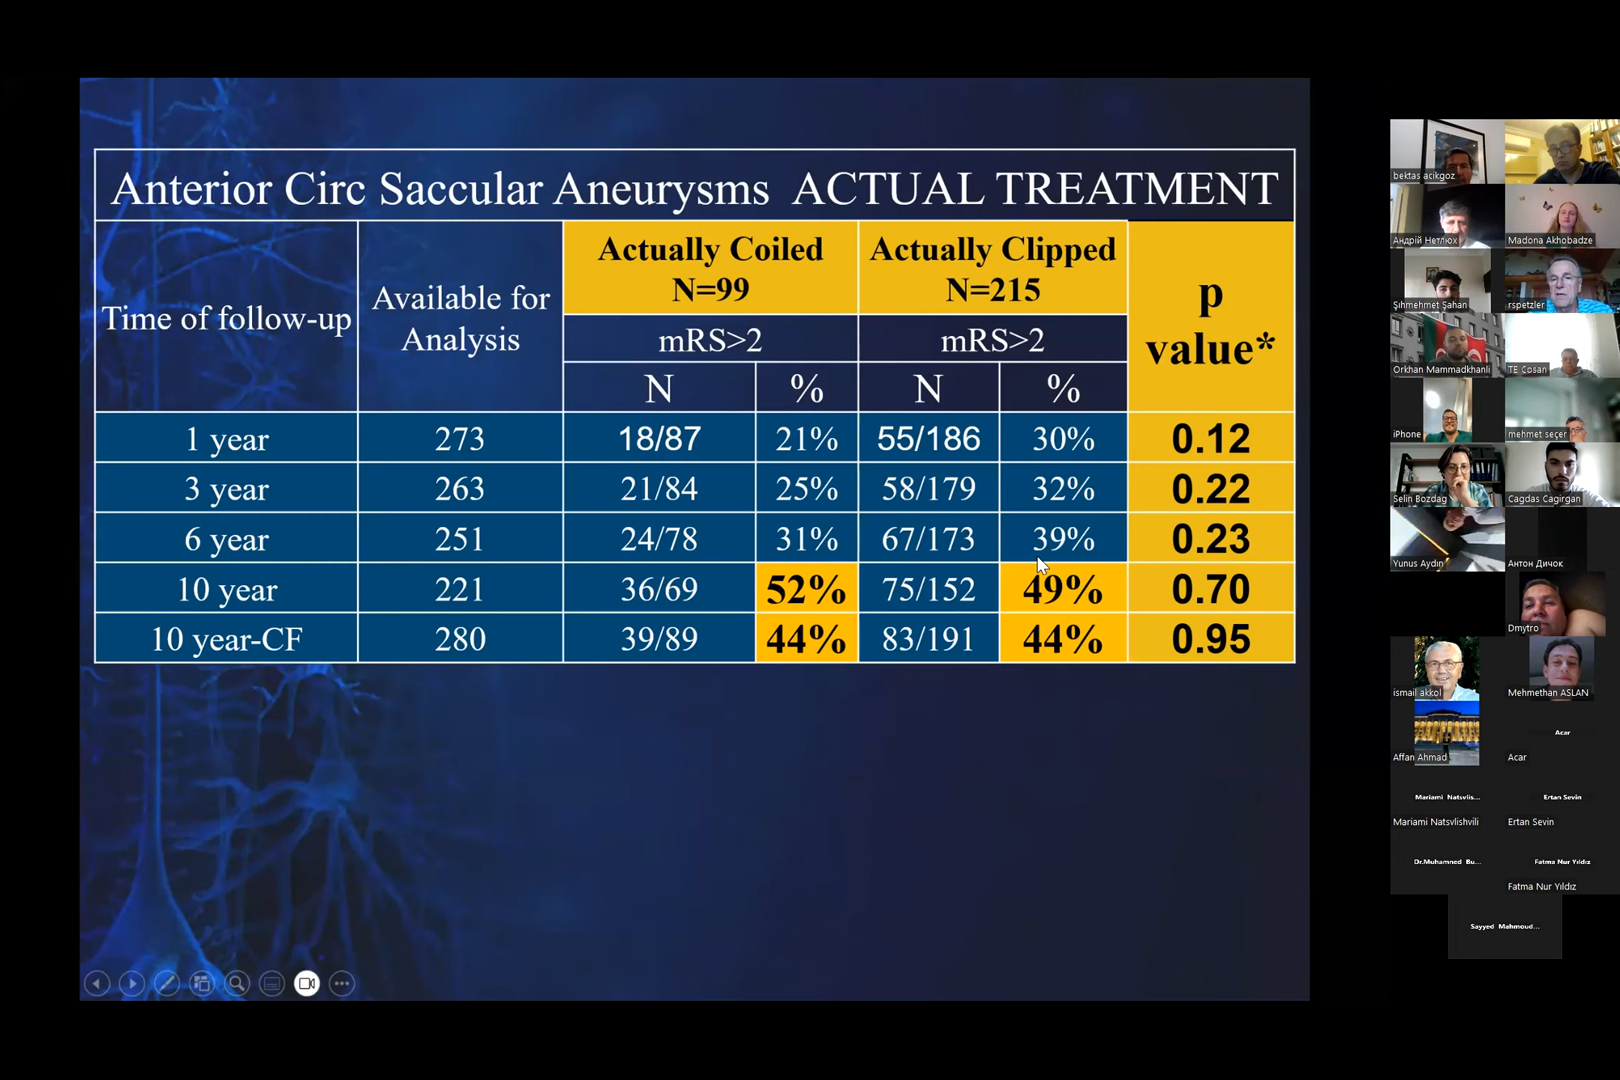 Anterior Circ Saccular Aneurysms ACTUAL TREATMENT
Time of follow-up
Available for
Analysis
Actually Coiled
N=99
Actually Clipped
N=215
p
value*
mRS>2
mRS>2
N
%
N
%
1 year 273 18/87 21% 55/186 30% 0.12
3 year 263 21/84 25% 58/179 32% 0.22
6 year 251 24/78 31% 67/173 39% 0.23
10 year 221 36/69 52% 75/152 49% 0.70
10 year-CF 280 39/89 44% 83/191 44% 0.95
bektas acikgoz
Андрій Нетлюх
Madona Akhobadze
Şıhmehmet Şahan
rspetzler
Orkhan Mammadkhanli
TE Coşan
iPhone
mehmet seçer
Selin Bozdag
Cagdas Cagirgan
Yunus Aydın
Антон Дичок
Dmytro
ismail akkol
Mehmethan ASLAN
Affan Ahmad
Acar
Acar
Mariami Natsvlis...
Ertan Sevin
Mariami Natsvlishvili
Ertan Sevin
Dr.Muhamned Bu...
Fatma Nur Yıldız
Fatma Nur Yıldız
Sayyed Mahmoud...